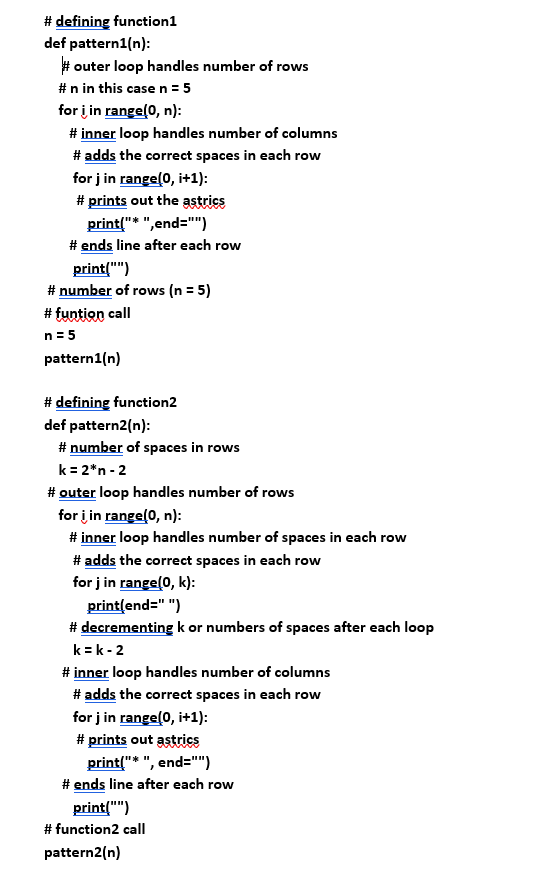 # defining function1
def pattern1(n):
# outer loop handles number of rows
# n in this case n = 5
for i in range(0, n):
# inner loop handles number of columns
# adds the correct spaces in each row
for j in range(0, i+1):
# prints out the astrics
print("* ",end="")
# ends line after each row
print("")
# number of rows (n = 5)
# funtion call
n = 5
pattern1(n)
# defining function2
def pattern2(n):
# number of spaces in rows
k = 2*n - 2
# outer loop handles number of rows
for i in range(0, n):
# inner loop handles number of spaces in each row
# adds the correct spaces in each row
for j in range(0, k):
print(end=" ")
# decrementing k or numbers of spaces after each loop
k = k - 2
# inner loop handles number of columns
# adds the correct spaces in each row
for j in range(0, i+1):
# prints out astrics
print("* ", end="")
# ends line after each row
print("")
# function2 call
pattern2(n)